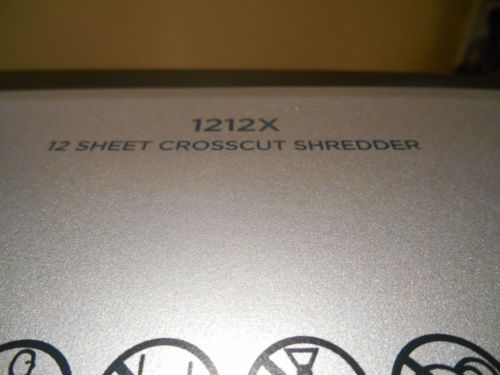 1212X
12 SHEET CROSSCUT SHREDDER